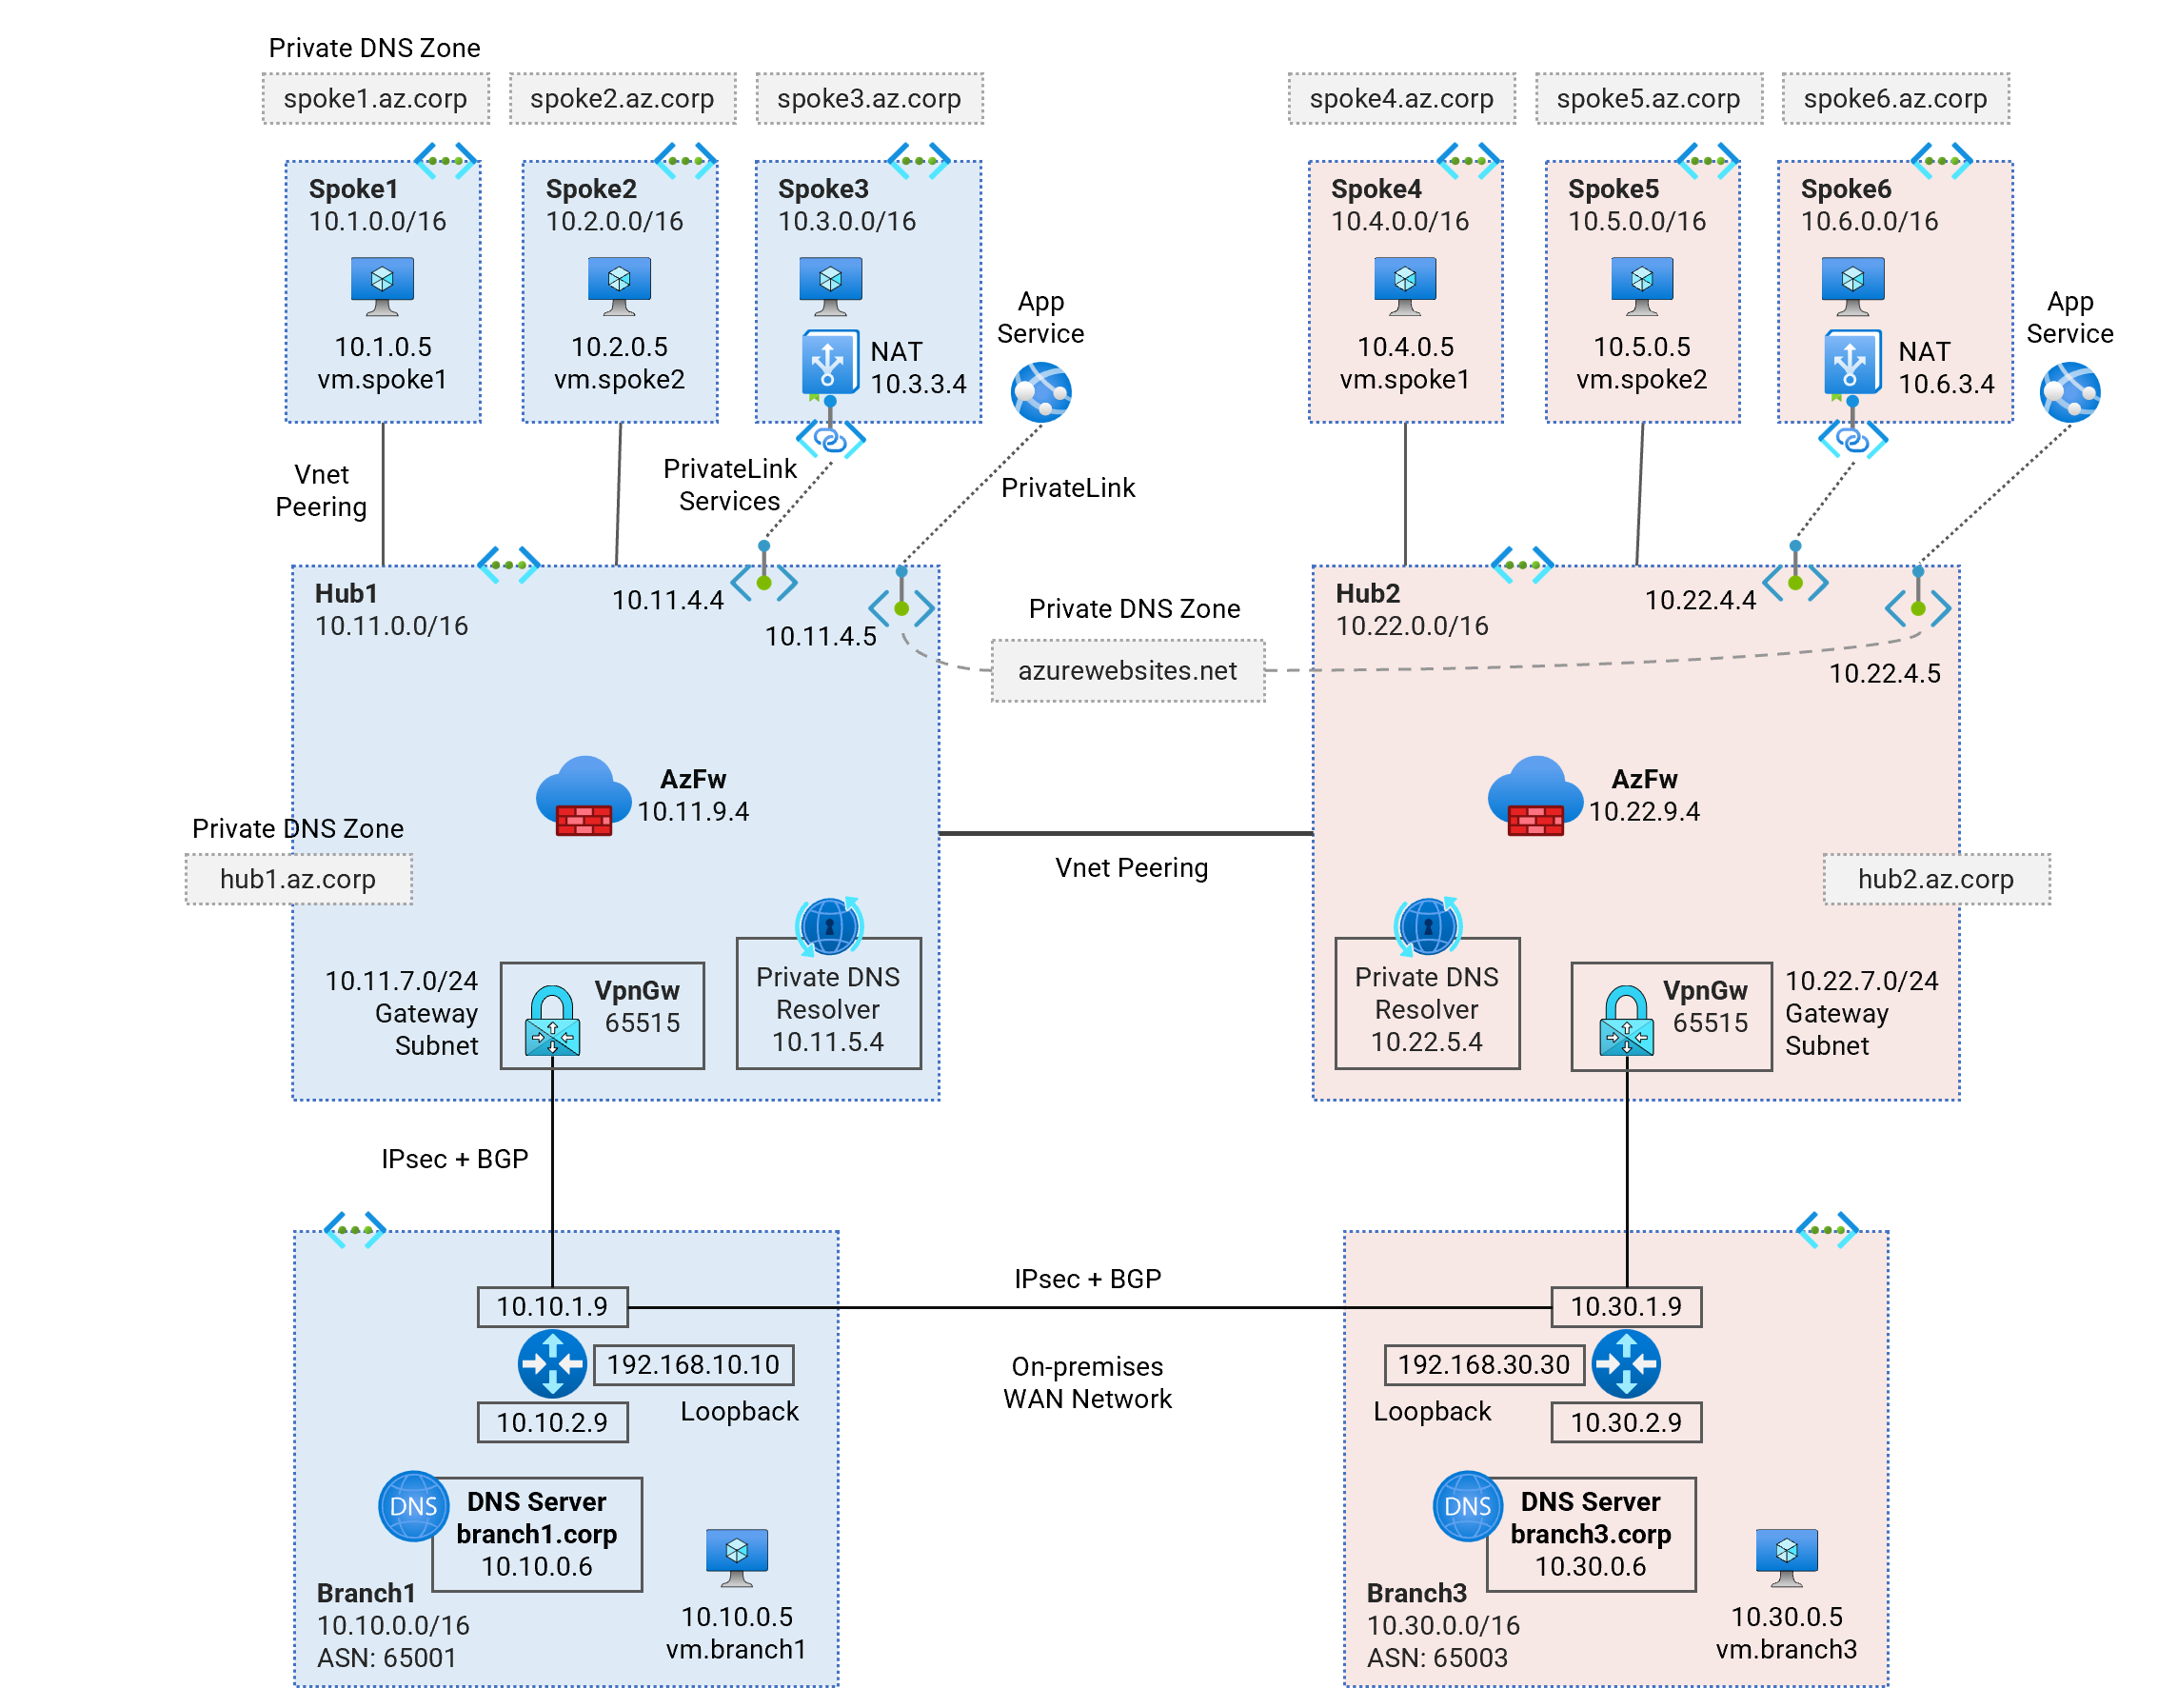 Private DNS Zone
spoke1.az.corp
spoke2.az.corp
spoke3.az.corp
spoke4.az.corp
spoke5.az.corp
spoke6.az.corp
Spoke1
10.1.0.0/16
10.1.0.5
vm.spoke1
Spoke2
10.2.0.0/16
10.2.0.5
vm.spoke2
Spoke3
10.3.0.0/16
NAT
10.3.3.4
App
Service
Spoke4
10.4.0.0/16
10.4.0.5
vm.spoke1
Spoke5
10.5.0.0/16
10.5.0.5
vm.spoke2
Spoke6
10.6.0.0/16
NAT
10.6.3.4
App
Service
Vnet
Peering
PrivateLink
Services
PrivateLink
Hub1
10.11.0.0/16
10.11.4.4
10.11.4.5
Private DNS Zone
azurewebsites.net
Hub2
10.22.0.0/16
10.22.4.4
10.22.4.5
AzFw
10.11.9.4
AzFw
10.22.9.4
Private DNS Zone
hub1.az.corp
Vnet Peering
hub2.az.corp
10.11.7.0/24
Gateway
Subnet
VpnGw
65515
Private DNS
Resolver
10.11.5.4
Private DNS
Resolver
10.22.5.4
VpnGw
65515
10.22.7.0/24
Gateway
Subnet
IPsec + BGP
10.10.1.9
IPsec + BGP
10.30.1.9
192.168.10.10
Loopback
10.10.2.9
On-premises
WAN Network
192.168.30.30
Loopback
10.30.2.9
DNS
DNS Server
branch1.corp
10.10.0.6
Branch1
10.10.0.0/16
ASN: 65001
10.10.0.5
vm.branch1
DNS
DNS Server
branch3.corp
10.30.0.6
Branch3
10.30.0.0/16
ASN: 65003
10.30.0.5
vm.branch3